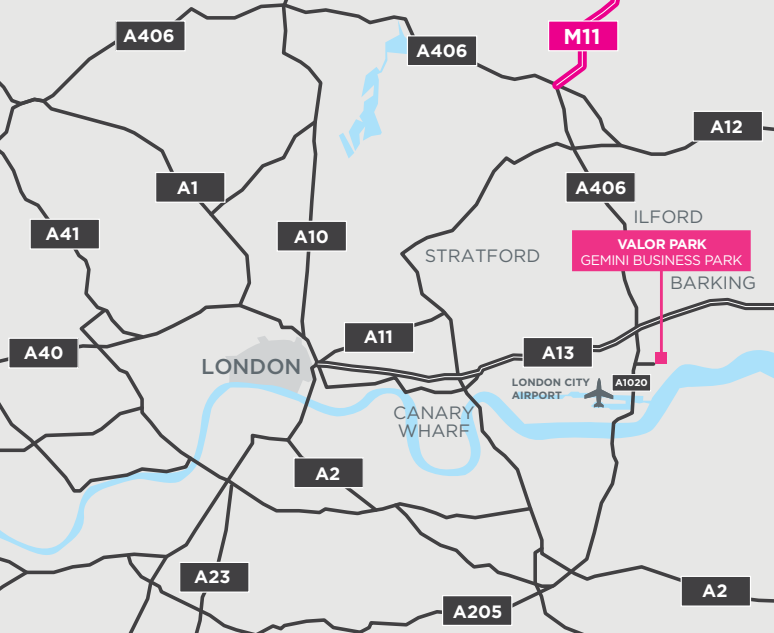 A406
A406
M11
A12
A1
A406
ILFORD
A41
A10
VALOR PARK
GEMINI BUSINESS PARK
STRATFORD
BARKING
A11
A40
A13
LONDON
LONDON CITY
AIRPORT
A1020
CANARY
WHARF
A2
A23
A2
A205